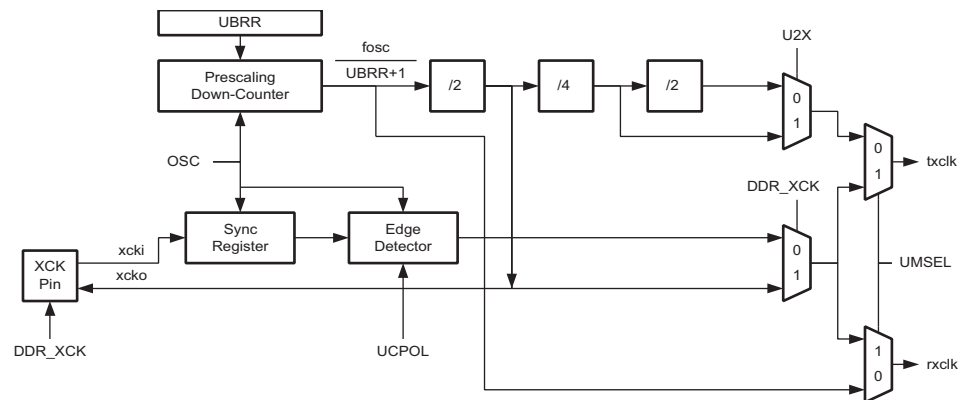 UBRR
fosc
UBRR+1
Prescaling
Down-Counter
/2
/4
/2
U2X
0
1
OSC
0
1
txclk
DDR_XCK
Sync
Register
Edge
Detector
0
1
xcki
xcko
XCK
Pin
UMSEL
DDR_XCK
UCPOL
1
0
rxclk